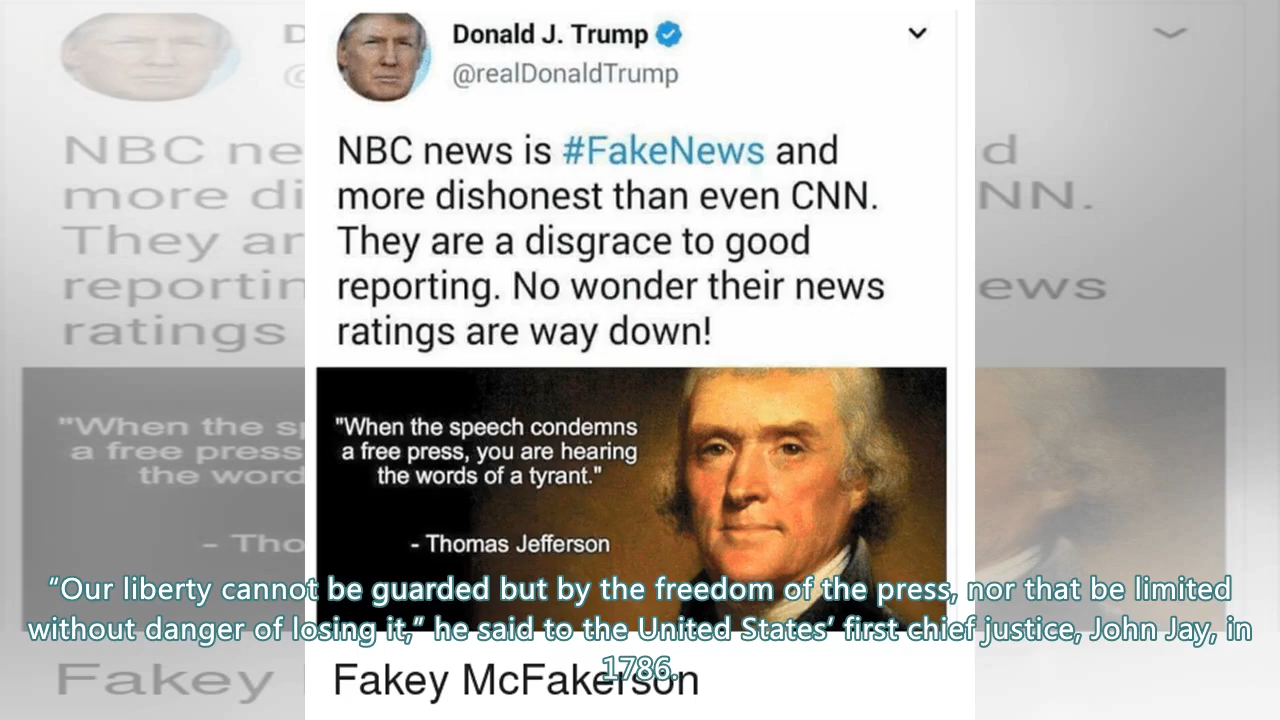 Donald J. Trump
@realDonaldTrump
NBC news is #FakeNews and
more dishonest than even CNN.
They are a disgrace to good
reporting. No wonder their news
ratings are way down!
"When the speech condemns
a free press, you are hearing
the words of a tyrant."
- Thomas Jefferson
“Our liberty cannot be guarded but by the freedom of the press, nor that be limited
without danger of losing it,” he said to the United States’ first chief justice, John Jay, in
1786.
Fakey McFakerson